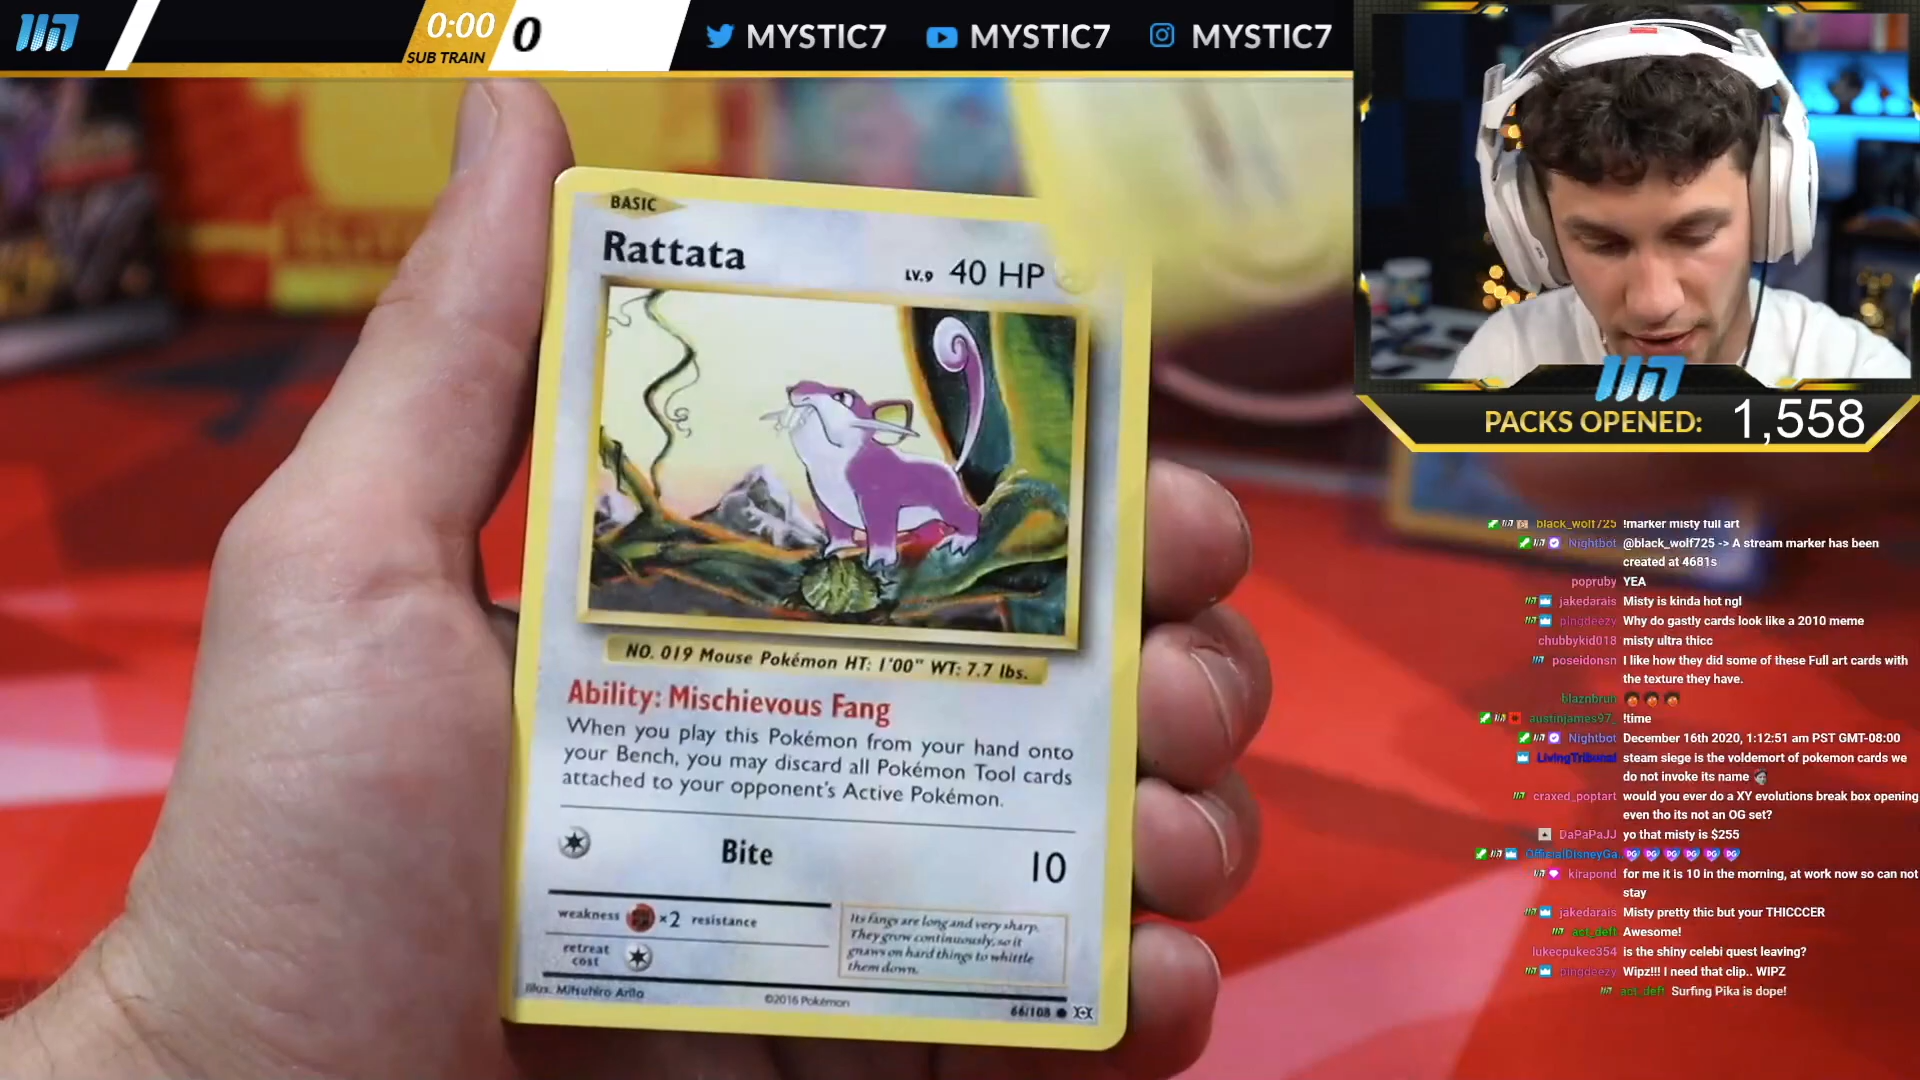 0:00
SUB TRAIN
0
MYSTIC7
MYSTIC7
MYSTIC7
BASIC
Rattata
LV.9 40 HP
NO. 019 Mouse Pokémon HT: 1'00" WT: 7.7 lbs.
Ability: Mischievous Fang
When you play this Pokémon from your hand onto
your Bench, you may discard all Pokémon Tool cards
attached to your opponent's Active Pokémon.
Bite 10
weakness ×2 resistance
retreat
cost
Its fangs are long and very sharp.
They grow continuously, so it
gnaws on hard things to whittle
them down.
Illus. Mitsuhiro Arita
©2016 Pokémon
66/108
PACKS OPENED: 1,558
black_wolf725 !marker misty full art
Nightbot @black_wolf725 -> A stream marker has been
created at 4681s
popruby YEA
jakedarais Misty is kinda hot ngl
pingdeezy Why do gastly cards look like a 2010 meme
chubbykid018 misty ultra thicc
poseidonsn I like how they did some of these Full art cards with
the texture they have.
blaznbrun
austinjames97_ !time
Nightbot December 16th 2020, 1:12:51 am PST GMT-08:00
LivingTribunal steam siege is the voldemort of pokemon cards we
do not invoke its name
craxed_poptart would you ever do a XY evolutions break box opening
even tho its not an OG set?
DaPaPaJJ yo that misty is $255
OfficialDisneyGa..
kirapond for me it is 10 in the morning, at work now so can not
stay
jakedarais Misty pretty thic but your THICCCER
act_deft Awesome!
lukecpukec354 is the shiny celebi quest leaving?
pingdeezy Wipz!!! I need that clip.. WIPZ
act_deft Surfing Pika is dope!